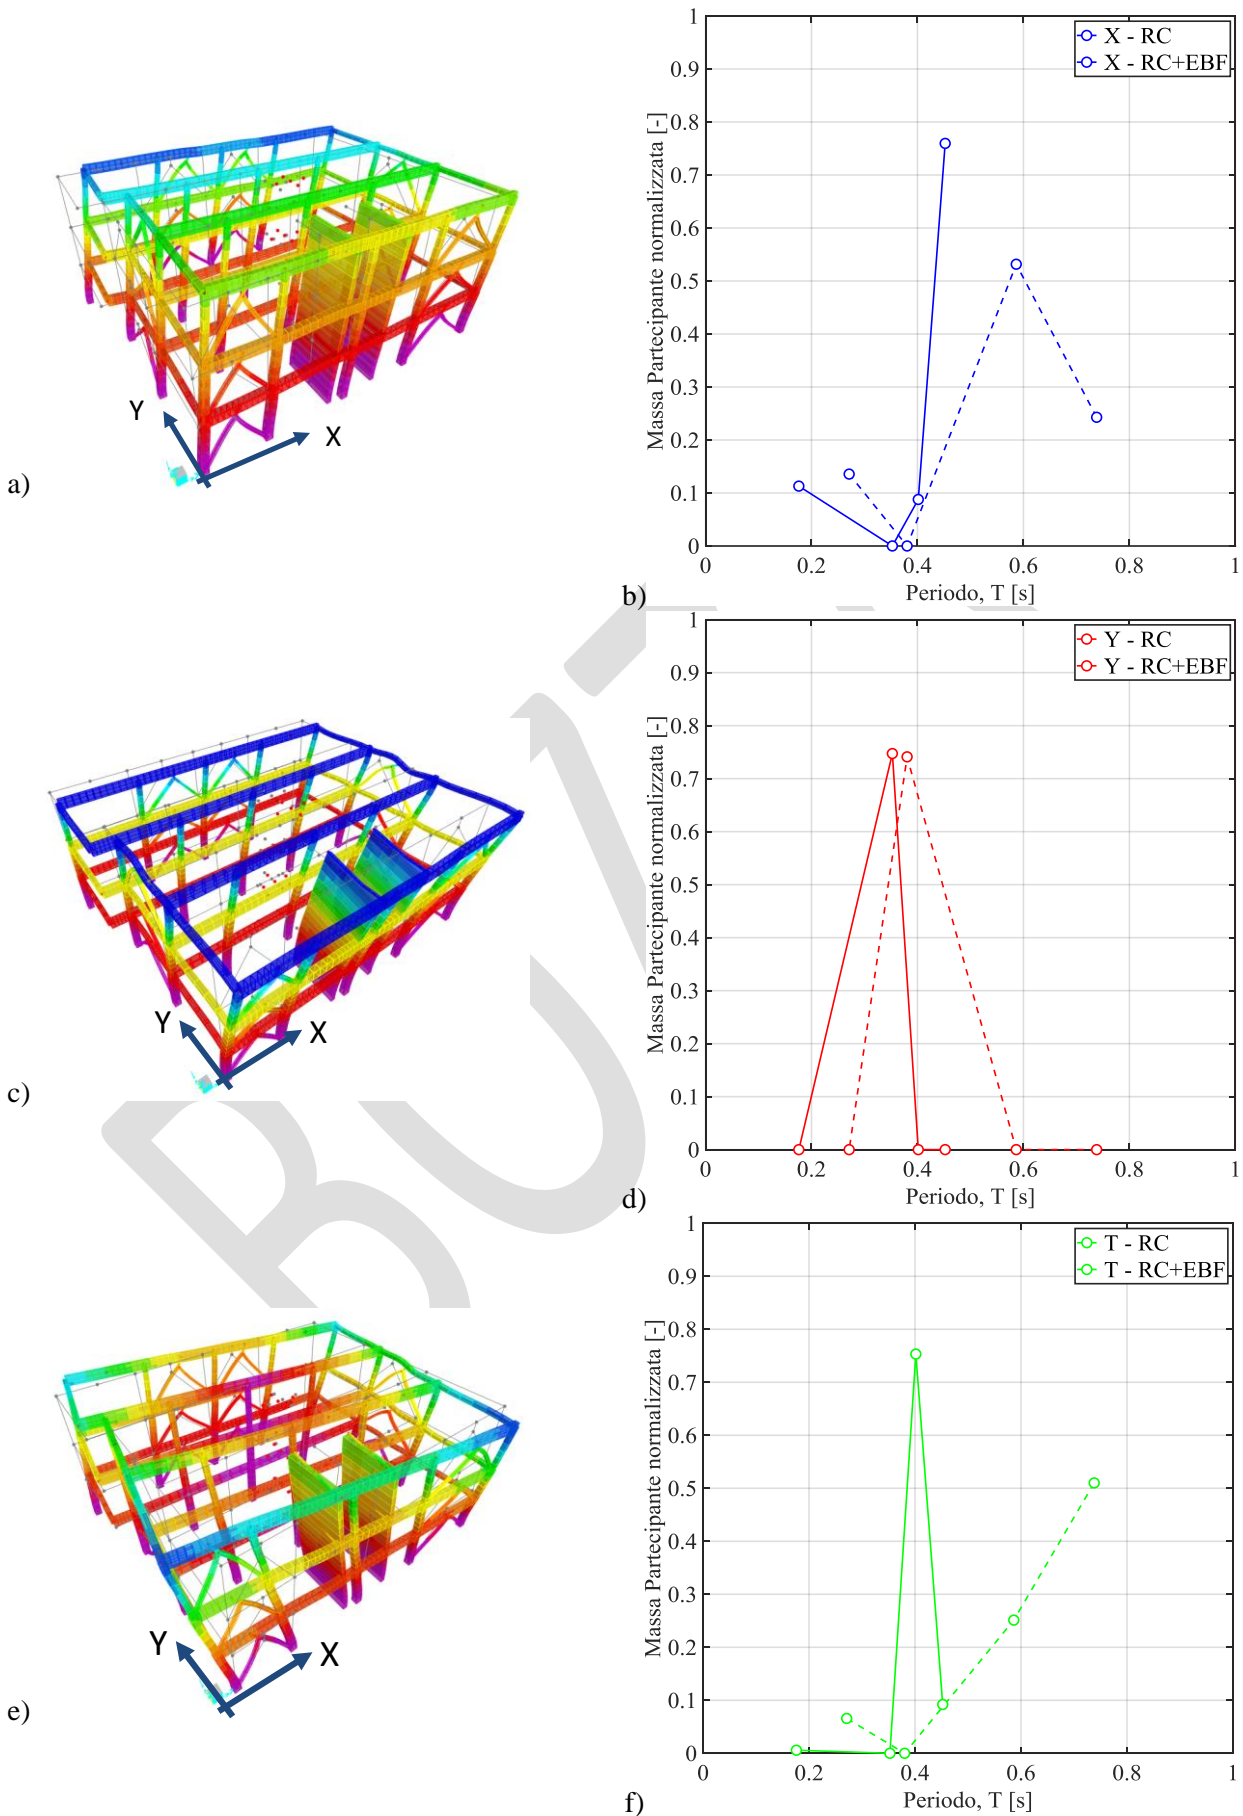 Y
X
a)
1
0.9
0.8
0.7
0.6
0.5
0.4
0.3
0.2
0.1
0
Massa Partecipante normalizzata [-]
X - RC
X - RC+EBF
0 0.2 0.4 0.6 0.8 1
Periodo, T [s]
b)
Y
X
c)
1
0.9
0.8
0.7
0.6
0.5
0.4
0.3
0.2
0.1
0
Massa Partecipante normalizzata [-]
Y - RC
Y - RC+EBF
0 0.2 0.4 0.6 0.8 1
Periodo, T [s]
d)
Y
X
e)
1
0.9
0.8
0.7
0.6
0.5
0.4
0.3
0.2
0.1
0
Massa Partecipante normalizzata [-]
T - RC
T - RC+EBF
0 0.2 0.4 0.6 0.8 1
Periodo, T [s]
f)